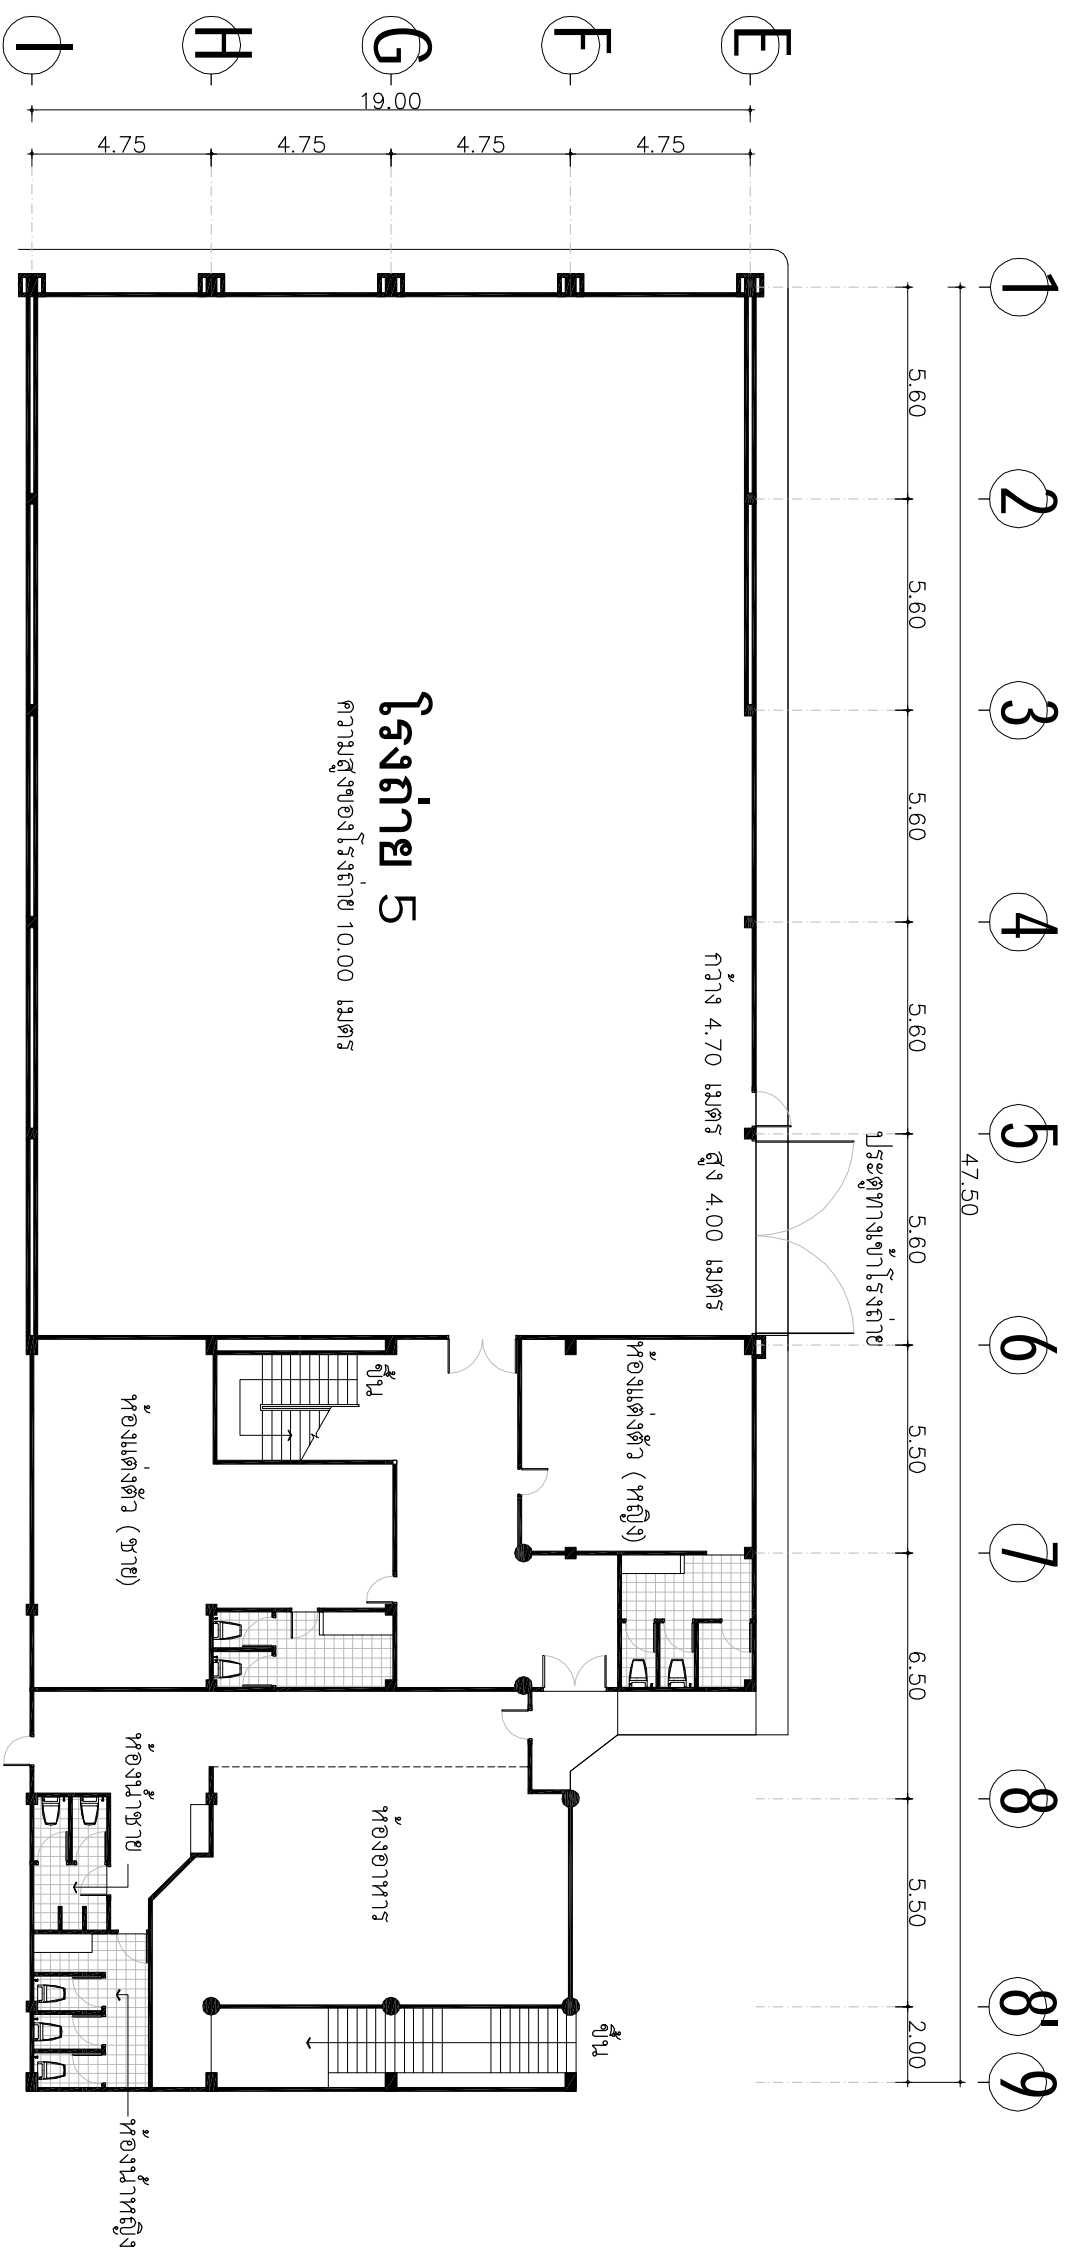 1
2
3
4
5
6
7
8
8'
9
47.50
5.60
5.60
5.60
5.60
5.60
5.50
6.50
5.50
2.00
E
F
G
H
I
19.00
4.75
4.75
4.75
4.75
ประตูทางเข้าโรงถ่าย
กว้าง 4.70 เมตร สูง 4.00 เมตร
โรงถ่าย 5
ความสูงของโรงถ่าย 10.00 เมตร
ห้องแต่งตัว (หญิง)
ขึ้น
ห้องแต่งตัว (ชาย)
ขึ้น
ห้องอาหาร
ห้องน้ำชาย
ห้องน้ำหญิง